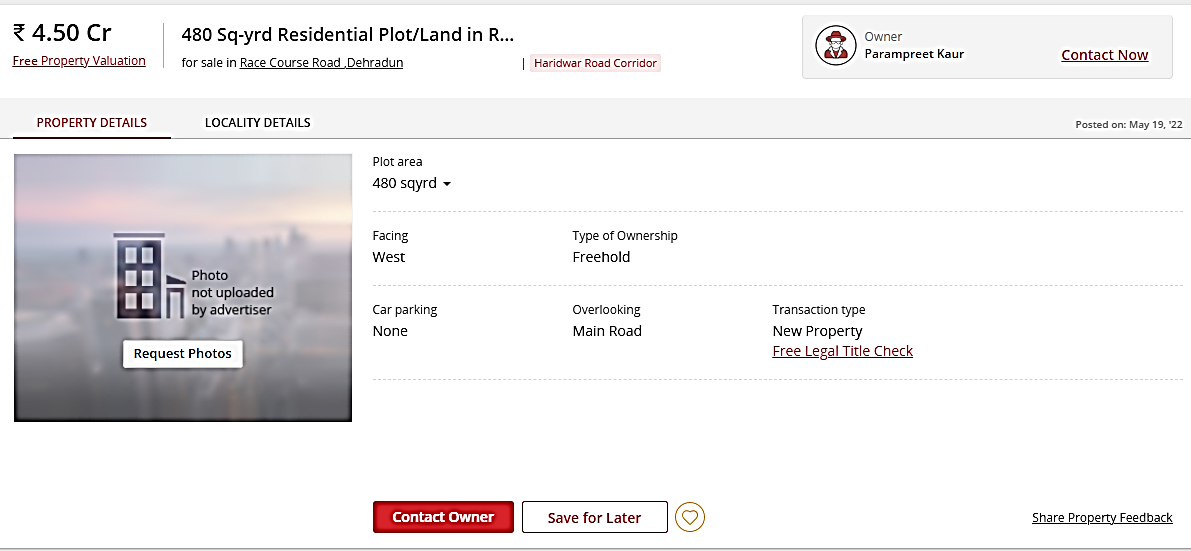 ₹ 4.50 Cr
Free Property Valuation
480 Sq-yrd Residential Plot/Land in R...
for sale in Race Course Road ,Dehradun | Haridwar Road Corridor
Owner
Parampreet Kaur
Contact Now
PROPERTY DETAILS LOCALITY DETAILS
Posted on: May 19, '22
Photo
not uploaded
by advertiser
Request Photos
Plot area
480 sqyrd
Facing Type of Ownership
West Freehold
Car parking Overlooking Transaction type
None Main Road New Property
Free Legal Title Check
Contact Owner Save for Later Share Property Feedback